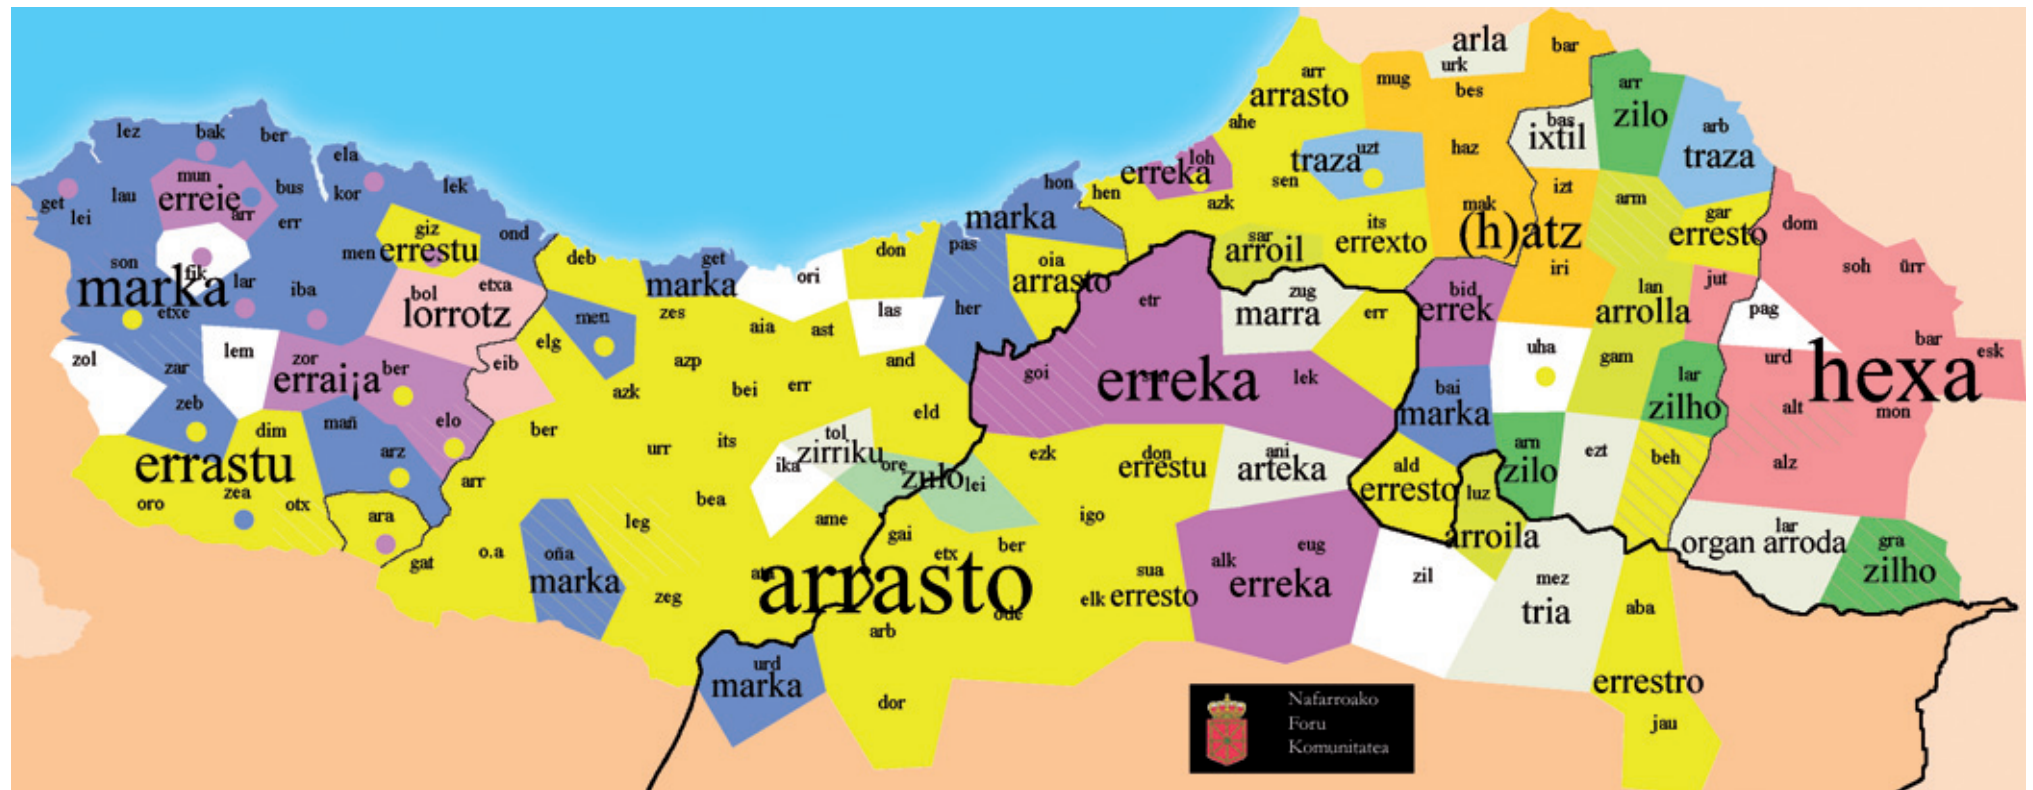 arla
bar
urk
arr
mug
bes
arr
arrasto
zilo
ahe
bas
ixtil
arb
lez
bak
ber
traza
uzt
haz
traza
ela
loh
erreka
mun
erreie
bus
kor
lek
hon
hen
sen
izt
arm
get
lei
lau
arr
err
azk
mak
gar
dom
marka
its
(h)atz
erresto
giz
errestu
ond
pas
sar
arroil
errexto
men
don
deb
get
oia
arrasto
iri
soh
ürr
son
fik
marka
lar
iba
etxa
bol
lorrotz
marka
ori
zug
bid
lan
jut
etxe
men
zes
las
her
etr
marra
err
errek
arrolla
pag
aia
ast
elg
uha
bar
zol
lem
zor
erraija
ber
eib
azp
and
gam
urd
esk
zar
goi
erreka
lek
lar
zilho
hexa
azk
bei
err
bai
marka
zeb
eld
alt
mon
mañ
elo
dim
ber
tol
its
urr
arn
zilo
errastu
arz
zirriku
ika
ore
ezk
don
errestu
ani
arteka
ald
erresto
ezt
beh
alz
arr
zulo
lei
zea
luz
oro
otx
ara
bea
leg
ame
igo
arroila
lar
organ arroda
gai
etx
ber
gra
zilho
gat
o.a
oña
marka
eug
alk
erreka
arrasto
sua
elk
erresto
zil
mez
tria
zeg
ode
aba
arb
urd
marka
errestro
dor
jau
Nafarroako
Foru
Komunitatea